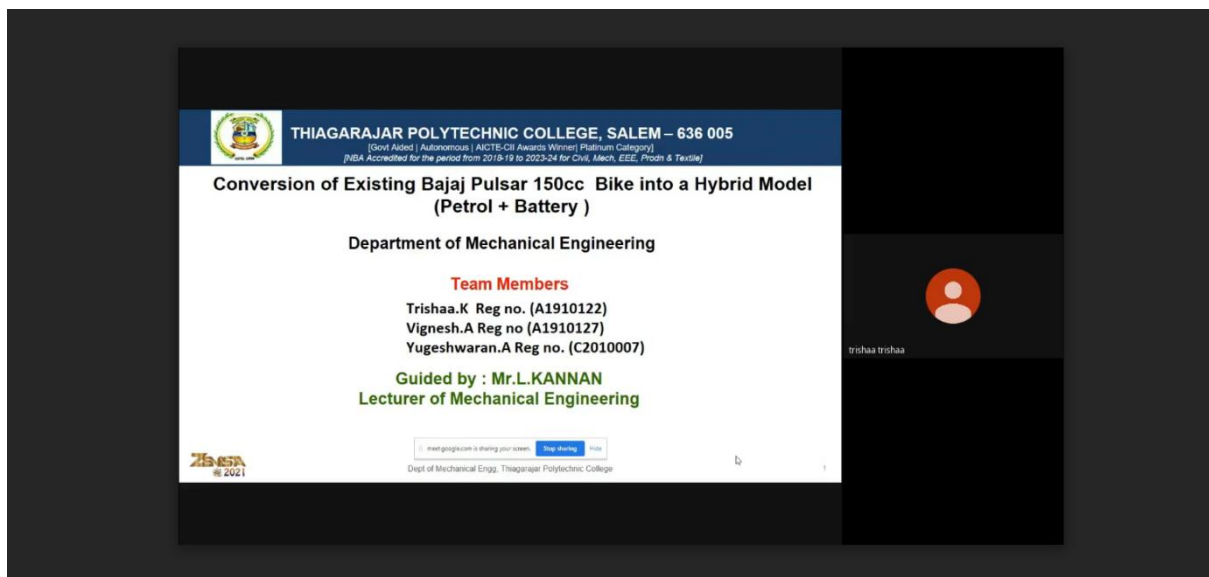 THIAGARAJAR POLYTECHNIC COLLEGE, SALEM – 636 005
[Govt Aided | Autonomous | AICTE-CII Awards Winner| Platinum Category]
[NBA Accredited for the period from 2018-19 to 2023-24 for Civil, Mech, EEE, Prodn & Textile]
Conversion of Existing Bajaj Pulsar 150cc Bike into a Hybrid Model
(Petrol + Battery )
Department of Mechanical Engineering
Team Members
Trishaa.K Reg no. (A1910122)
Vignesh.A Reg no (A1910127)
Yugeshwaran.A Reg no. (C2010007)
Guided by : Mr.L.KANNAN
Lecturer of Mechanical Engineering
trishaa trishaa
meet.google.com is sharing your screen. Stop sharing Hide
2021
Dept of Mechanical Engg, Thiagarajar Polytechnic College
1